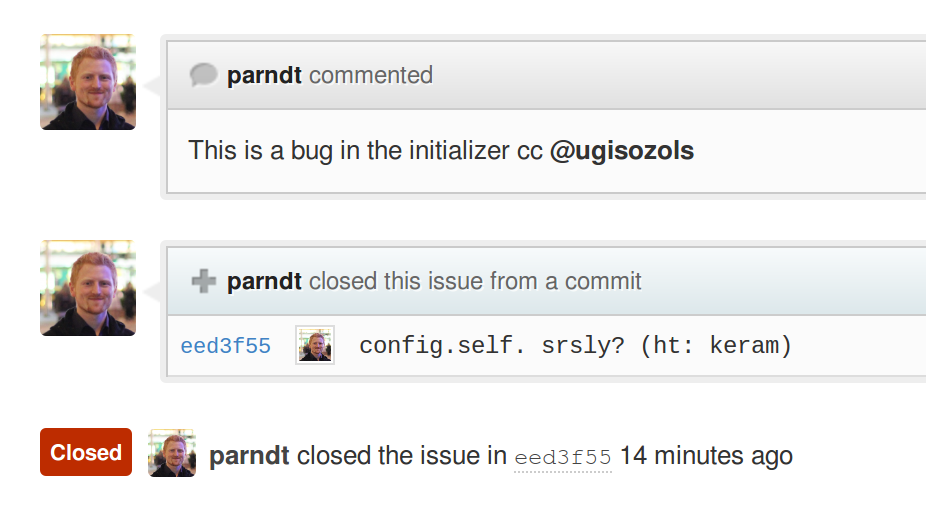 parndt commented
This is a bug in the initializer cc @ugisozols
parndt closed this issue from a commit
eed3f55 config.self. srsly? (ht: keram)
Closed parndt closed the issue in eed3f55 14 minutes ago